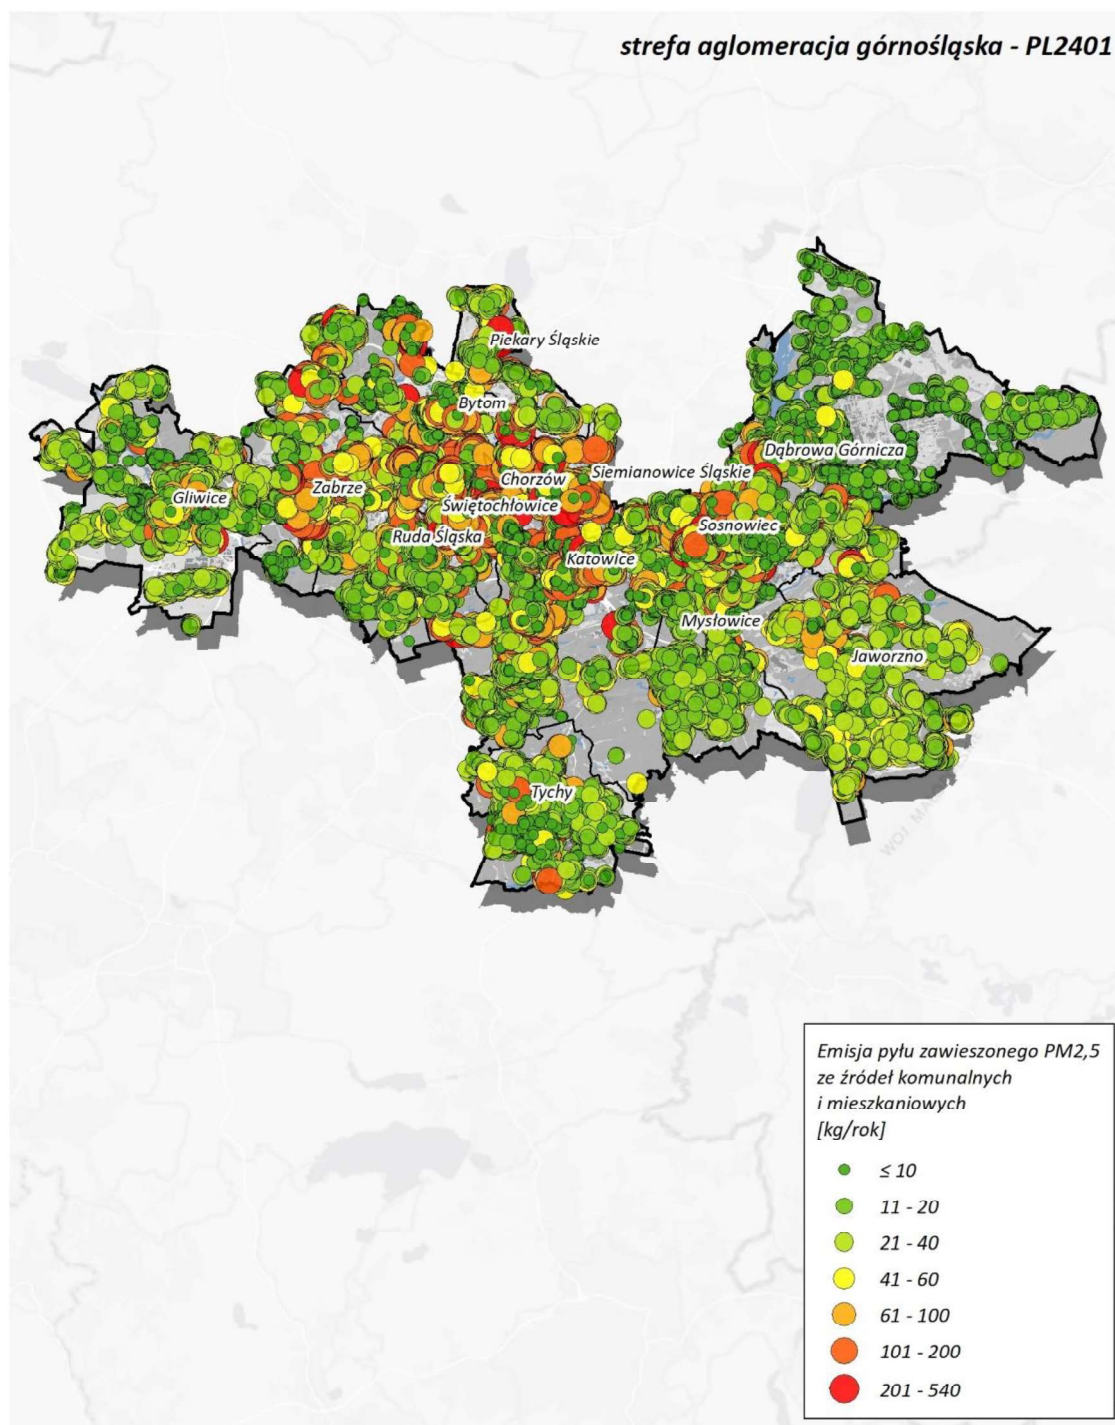 strefa aglomeracja górnośląska - PL2401
Piekary Śląskie
Bytom
Dąbrowa Górnicza
Siemianowice Śląskie
Chorzów
Zabrze
Gliwice
Świętochłowice
Sosnowiec
Ruda Śląska
Katowice
Mysłowice
Jaworzno
Tychy
WOJ. MA
Emisja pyłu zawieszonego PM2,5
ze źródeł komunalnych
i mieszkaniowych
[kg/rok]
≤ 10
11 - 20
21 - 40
41 - 60
61 - 100
101 - 200
201 - 540